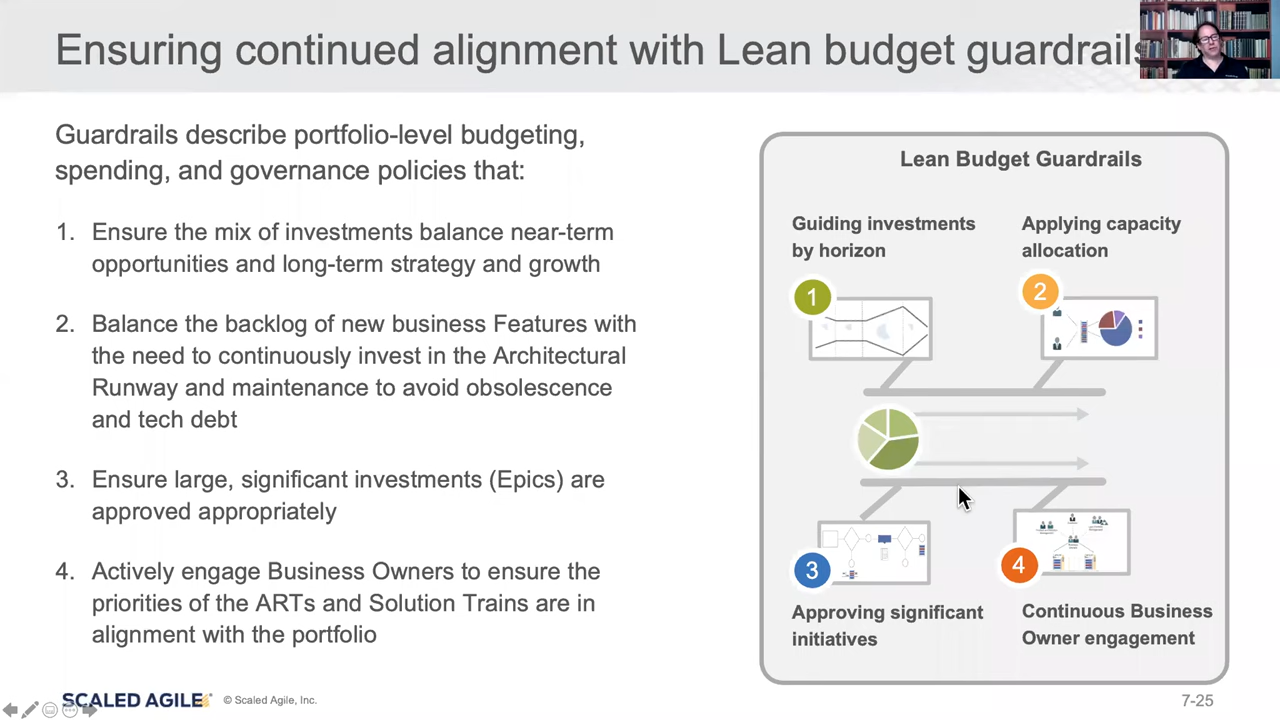 Ensuring continued alignment with Lean budget guardrails
Guardrails describe portfolio-level budgeting,
spending, and governance policies that:
1. Ensure the mix of investments balance near-term
opportunities and long-term strategy and growth
2. Balance the backlog of new business Features with
the need to continuously invest in the Architectural
Runway and maintenance to avoid obsolescence
and tech debt
3. Ensure large, significant investments (Epics) are
approved appropriately
4. Actively engage Business Owners to ensure the
priorities of the ARTs and Solution Trains are in
alignment with the portfolio
Lean Budget Guardrails
Guiding investments
by horizon
1
Applying capacity
allocation
2
3
Approving significant
initiatives
4
Continuous Business
Owner engagement
SCALED AGILE
© Scaled Agile, Inc.
7-25